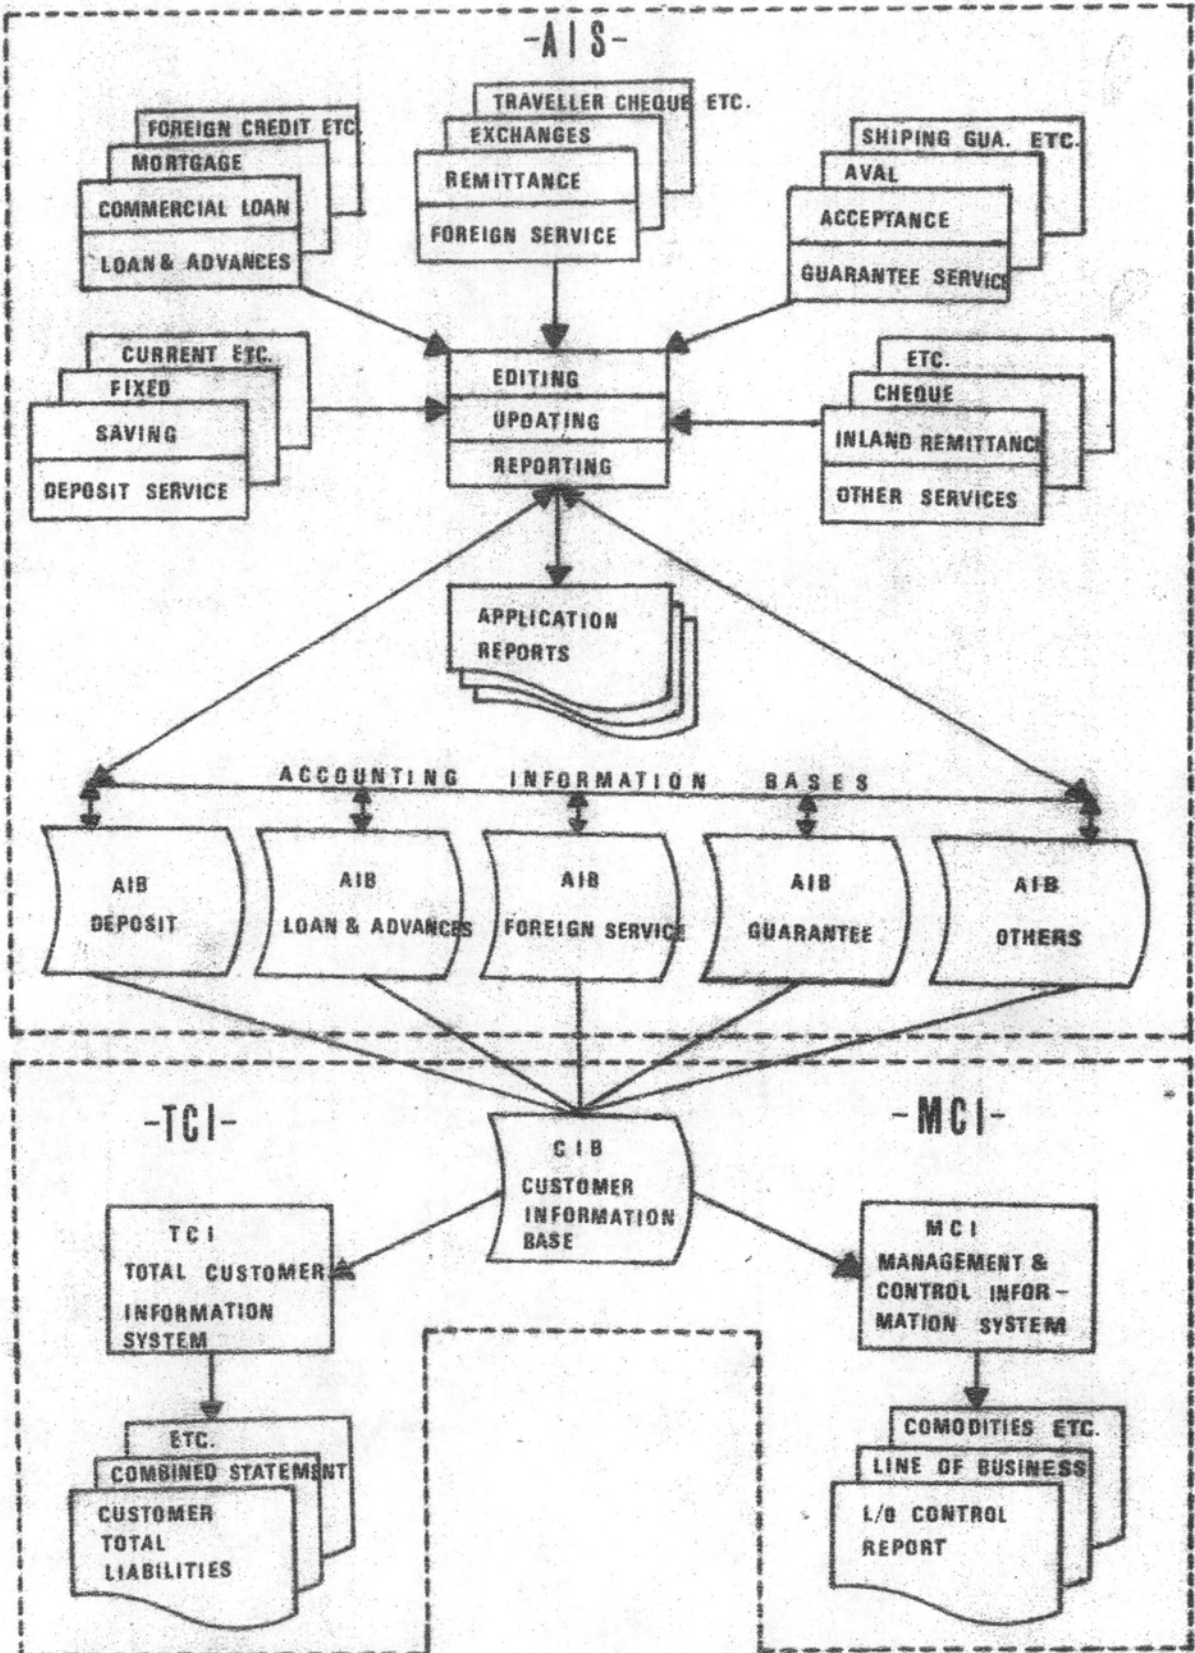 -AIS-
FOREIGN CREDIT ETC.
MORTGAGE
COMMERCIAL LOAN
LOAN & ADVANCES
TRAVELLER CHEQUE ETC.
EXCHANGES
REMITTANCE
FOREIGN SERVICE
SHIPING GUA. ETC.
AVAL
ACCEPTANCE
GUARANTEE SERVICE
CURRENT ETC.
FIXED
SAVING
DEPOSIT SERVICE
EDITING
UPDATING
REPORTING
ETC.
CHEQUE
INLAND REMITTANCE
OTHER SERVICES
APPLICATION
REPORTS
ACCOUNTING INFORMATION BASES
AIB
DEPOSIT
AIB
LOAN & ADVANCES
AIB
FOREIGN SERVICE
AIB
GUARANTEE
AIB
OTHERS
-TCI-
-MCI-
CIB
CUSTOMER
INFORMATION
BASE
TCI
TOTAL CUSTOMER
INFORMATION
SYSTEM
MCI
MANAGEMENT &
CONTROL INFOR-
MATION SYSTEM
ETC.
COMBINED STATEMENT
CUSTOMER
TOTAL
LIABILITIES
COMODITIES ETC.
LINE OF BUSINESS
CONTROL
REPORT